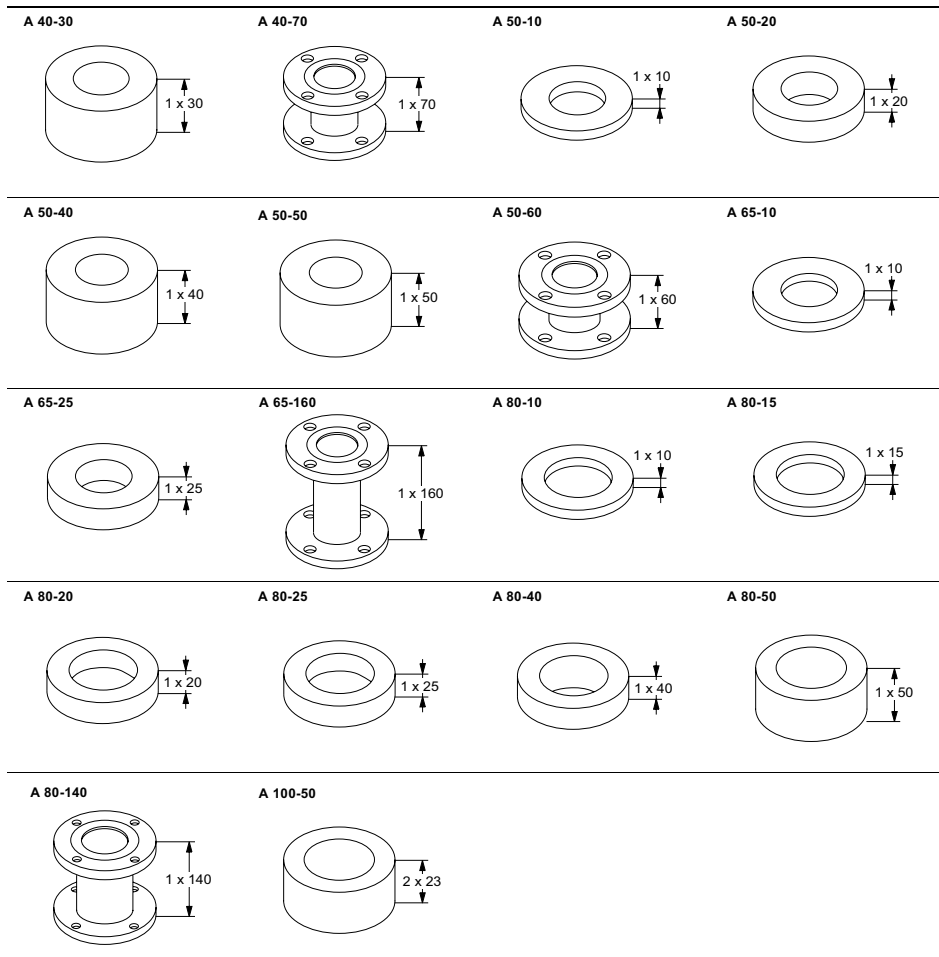 A 40-30
A 40-70
A 50-10
A 50-20
1 x 30
1 x 70
1 x 10
1 x 20
A 50-40
A 50-50
A 50-60
A 65-10
1 x 40
1 x 50
1 x 60
1 x 10
A 65-25
A 65-160
A 80-10
A 80-15
1 x 25
1 x 160
1 x 10
1 x 15
A 80-20
A 80-25
A 80-40
A 80-50
1 x 20
1 x 25
1 x 40
1 x 50
A 80-140
A 100-50
1 x 140
2 x 23